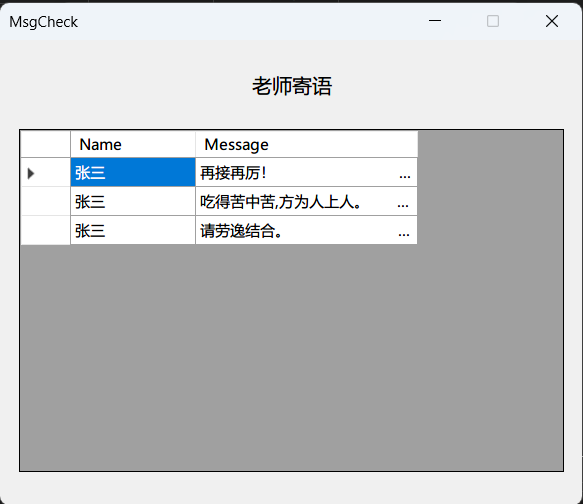 MsgCheck
老师寄语
Name Message
张三 再接再厉! ...
张三 吃得苦中苦,方为人上人。 ...
张三 请劳逸结合。 ...